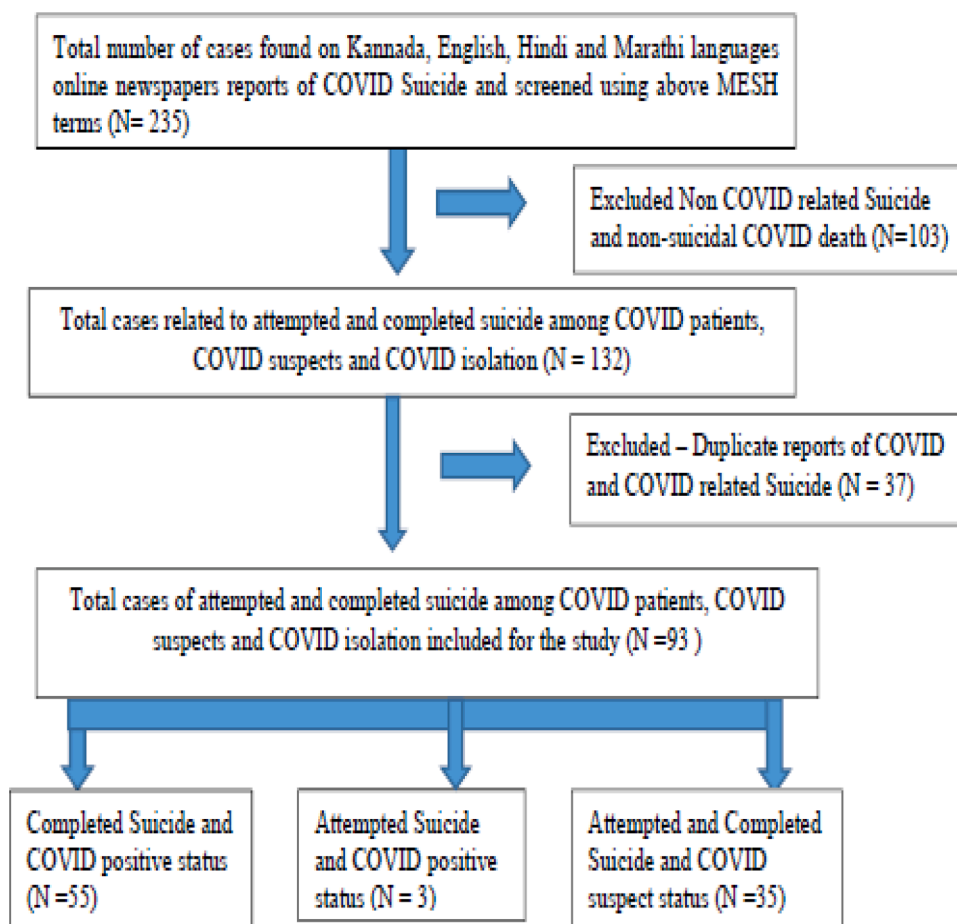 Total number of cases found on Kannada, English, Hindi and Marathi languages
online newspapers reports of COVID Suicide and screened using above MESH
terms (N= 235)
Excluded Non COVID related Suicide
and non-suicidal COVID death (N=103)
Total cases related to attempted and completed suicide among COVID patients,
COVID suspects and COVID isolation (N = 132)
Excluded – Duplicate reports of COVID
and COVID related Suicide (N = 37)
Total cases of attempted and completed suicide among COVID patients, COVID
suspects and COVID isolation included for the study (N =93 )
Completed Suicide and
COVID positive status
(N =55)
Attempted Suicide
and COVID positive
status (N = 3)
Attempted and Completed
Suicide and COVID
suspect status (N =35)